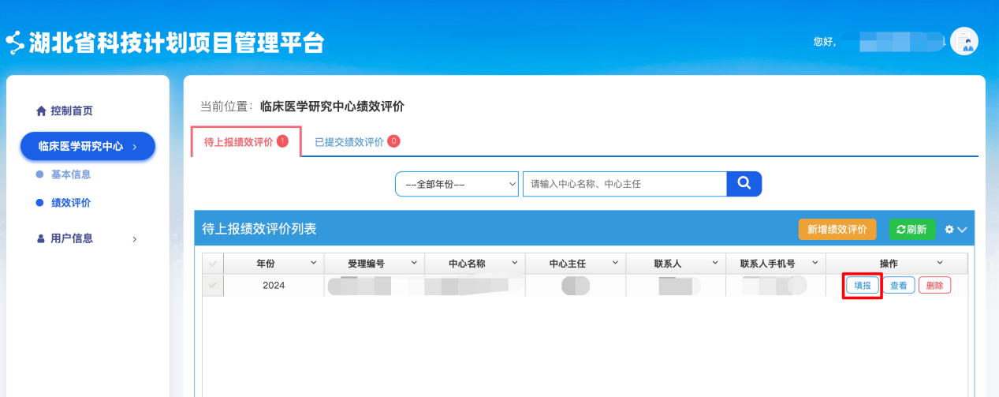 湖北省科技计划项目管理平台
您好,
控制首页
临床医学研究中心
基本信息
绩效评价
用户信息
当前位置：临床医学研究中心绩效评价
待上报绩效评价 1 已提交绩效评价 0
--全部年份-- 请输入中心名称、中心主任
待上报绩效评价列表 新增绩效评价 刷新
年份 受理编号 中心名称 中心主任 联系人 联系人手机号 操作
2024 填报 查看 删除